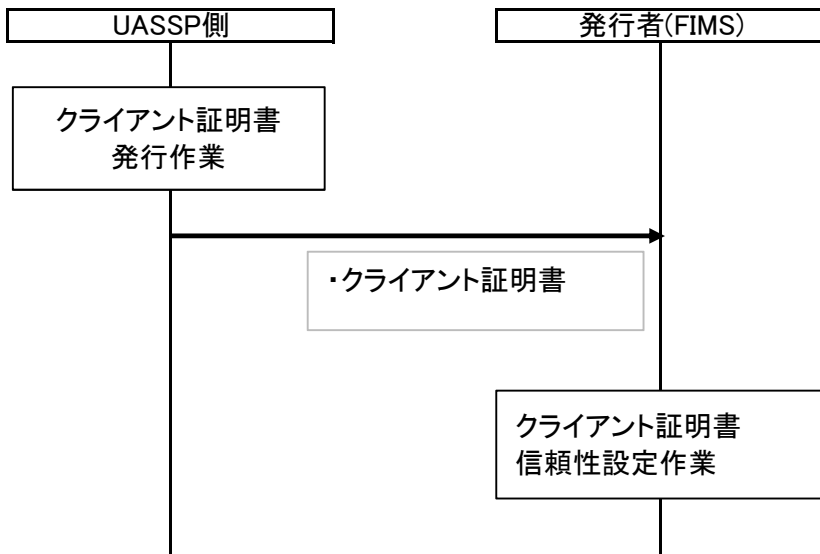 UASSP側
発行者(FIMS)
クライアント証明書
発行作業
・クライアント証明書
クライアント証明書
信頼性設定作業